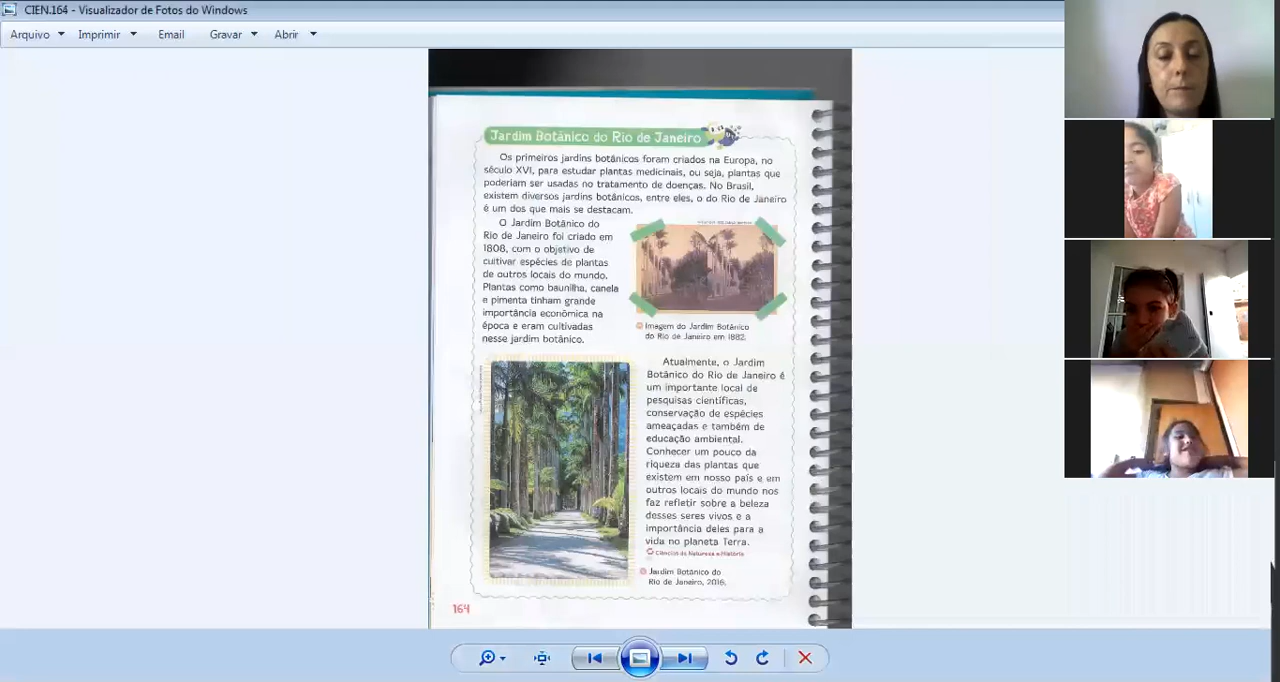 CIEN.164 - Visualizador de Fotos do Windows
Arquivo Imprimir Email Gravar Abrir
Jardim Botânico do Rio de Janeiro
Os primeiros jardins botânicos foram criados na Europa, no
século XVI, para estudar plantas medicinais, ou seja, plantas que
poderiam ser usadas no tratamento de doenças. No Brasil,
existem diversos jardins botânicos, entre eles, o do Rio de Janeiro
é um dos que mais se destacam.
O Jardim Botânico do
Rio de Janeiro foi criado em
1808, com o objetivo de
cultivar espécies de plantas
de outros locais do mundo.
Plantas como baunilha, canela
e pimenta tinham grande
importância econômica na
época e eram cultivadas
nesse jardim botânico.
Imagem do Jardim Botânico
do Rio de Janeiro em 1882.
Atualmente, o Jardim
Botânico do Rio de Janeiro é
um importante local de
pesquisas científicas,
conservação de espécies
ameaçadas e também de
educação ambiental.
Conhecer um pouco da
riqueza das plantas que
existem em nosso país e em
outros locais do mundo nos
faz refletir sobre a beleza
desses seres vivos e a
importância deles para a
vida no planeta Terra.
Ciências da Natureza e História
Jardim Botânico do
Rio de Janeiro, 2016.
164